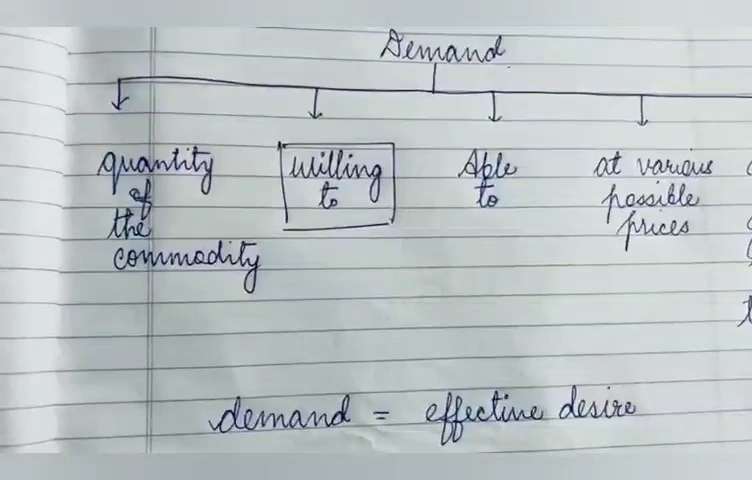 Demand
quantity
of
the
commodity
willing
to
Able
to
at various
possible
prices
demand = effective desire